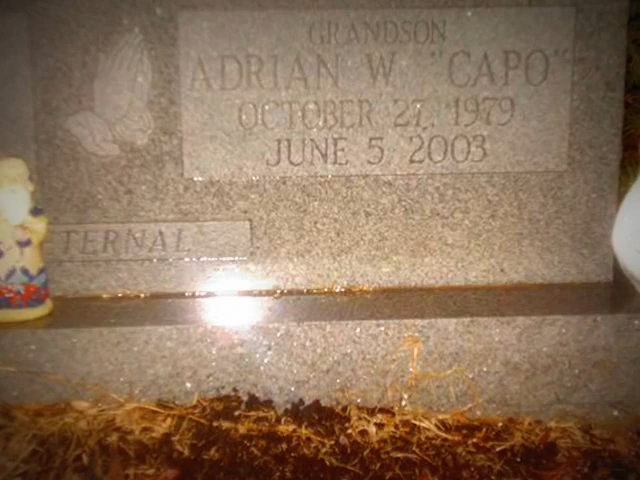 GRANDSON
ADRIAN W. "CAPO"
OCTOBER 27, 1979
JUNE 5 2003
TERNAL